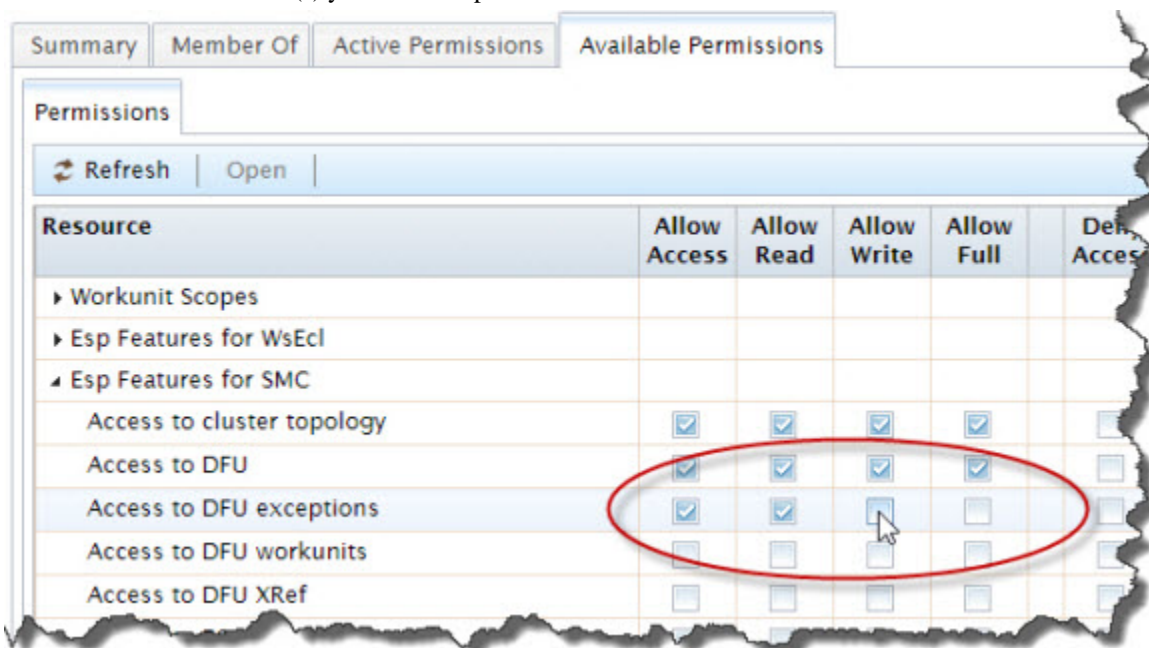 Summary Member Of Active Permissions Available Permissions
Permissions
Refresh Open
Resource Allow Access Allow Read Allow Write Allow Full
Workunit Scopes
Esp Features for WsEcl
Esp Features for SMC
Access to cluster topology
Access to DFU
Access to DFU exceptions
Access to DFU workunits
Access to DFU XRef